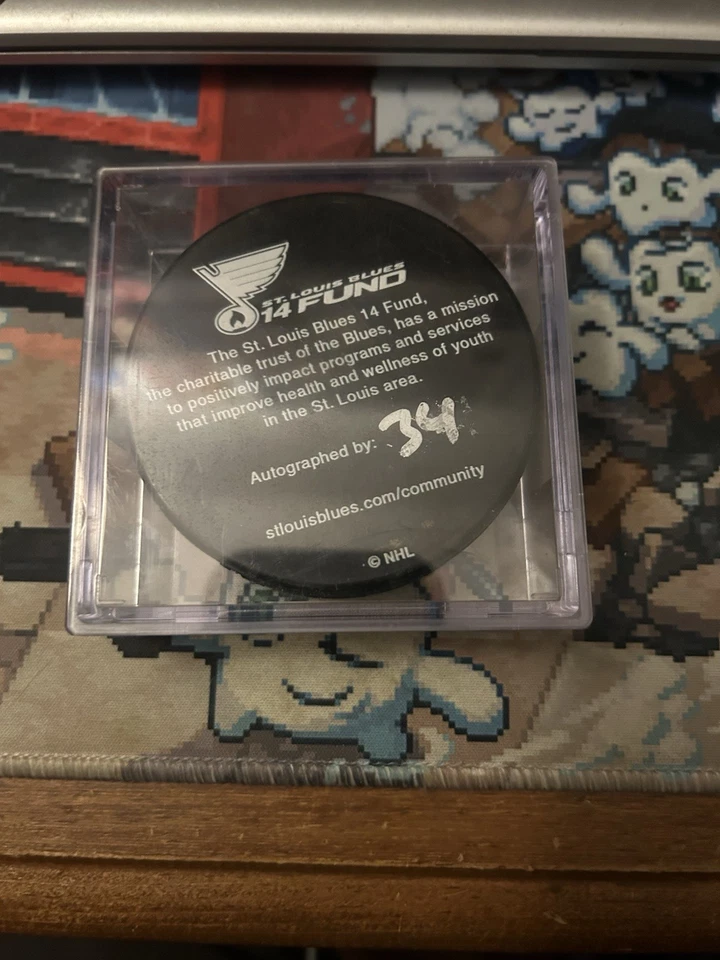 ST. LOUIS BLUES
14 FUND
The St. Louis Blues 14 Fund,
the charitable trust of the Blues, has a mission
to positively impact programs and services
that improve health and wellness of youth
in the St. Louis area.
Autographed by: 34
stlouisblues.com/community
© NHL